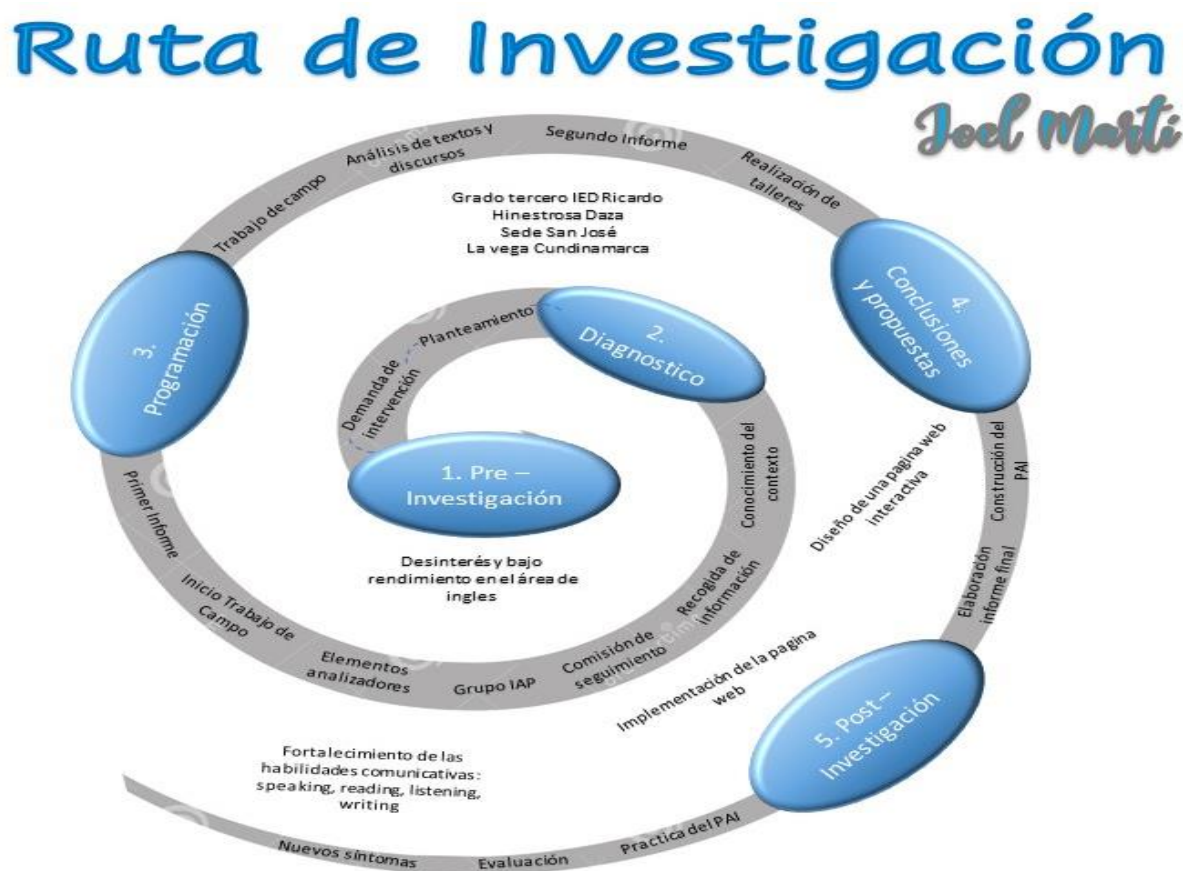 Ruta de Investigación
Joel Marti
1. Pre –
Investigación
Desinterés y bajo
rendimiento en el área de
ingles
Demanda de
intervención
Planteamiento
2.
Diagnostico
Grado tercero IED Ricardo
Hinestrosa Daza
Sede San José
La vega Cundinamarca
Conocimiento del
contexto
Recogida de
información
Comisión de
seguimiento
Grupo IAP
Elementos
analizadores
Inicio Trabajo de
Campo
Primer Informe
3.
Programación
Trabajo de campo
Análisis de textos y
discursos
Segundo Informe
Realización de
talleres
4.
Conclusiones
y propuestas
Diseño de una pagina web
interactiva
Construcción del
PAI
Elaboración
informe final
5. Post –
Investigación
Implementación de la pagina
web
Practica del PAI
Evaluación
Nuevos síntomas
Fortalecimiento de las
habilidades comunicativas:
speaking, reading, listening,
writing